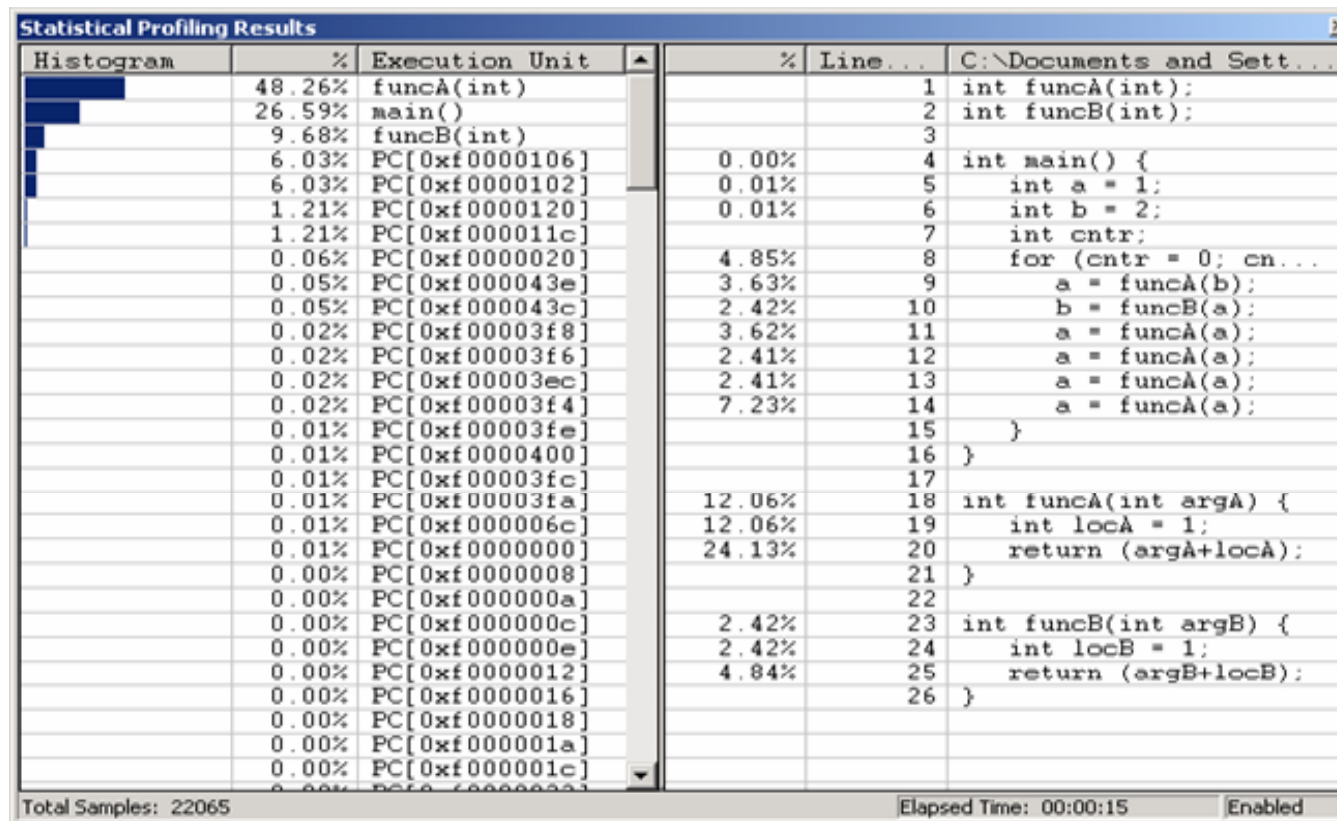 Statistical Profiling Results
Histogram % Execution Unit
48.26% funcA(int)
26.59% main()
9.68% funcB(int)
6.03% PC[0xf0000106]
6.03% PC[0xf0000102]
1.21% PC[0xf0000120]
1.21% PC[0xf000011c]
0.06% PC[0xf0000020]
0.05% PC[0xf000043e]
0.05% PC[0xf000043c]
0.02% PC[0xf00003f8]
0.02% PC[0xf00003f6]
0.02% PC[0xf00003ec]
0.02% PC[0xf00003f4]
0.01% PC[0xf00003fe]
0.01% PC[0xf0000400]
0.01% PC[0xf00003fc]
0.01% PC[0xf00003fa]
0.01% PC[0xf000006c]
0.01% PC[0xf0000000]
0.00% PC[0xf0000008]
0.00% PC[0xf000000a]
0.00% PC[0xf000000c]
0.00% PC[0xf000000e]
0.00% PC[0xf0000012]
0.00% PC[0xf0000016]
0.00% PC[0xf0000018]
0.00% PC[0xf000001a]
0.00% PC[0xf000001c]
% Line... C:\Documents and Sett...
1 int funcA(int);
2 int funcB(int);
3
0.00% 4 int main() {
0.01% 5 int a = 1;
0.01% 6 int b = 2;
7 int cntr;
4.85% 8 for (cntr = 0; cn...
3.63% 9 a = funcA(b);
2.42% 10 b = funcB(a);
3.62% 11 a = funcA(a);
2.41% 12 a = funcA(a);
2.41% 13 a = funcA(a);
7.23% 14 a = funcA(a);
15 }
16 }
17
12.06% 18 int funcA(int argA) {
12.06% 19 int locA = 1;
24.13% 20 return (argA+locA);
21 }
22
2.42% 23 int funcB(int argB) {
2.42% 24 int locB = 1;
4.84% 25 return (argB+locB);
26 }
Total Samples: 22065
Elapsed Time: 00:00:15
Enabled